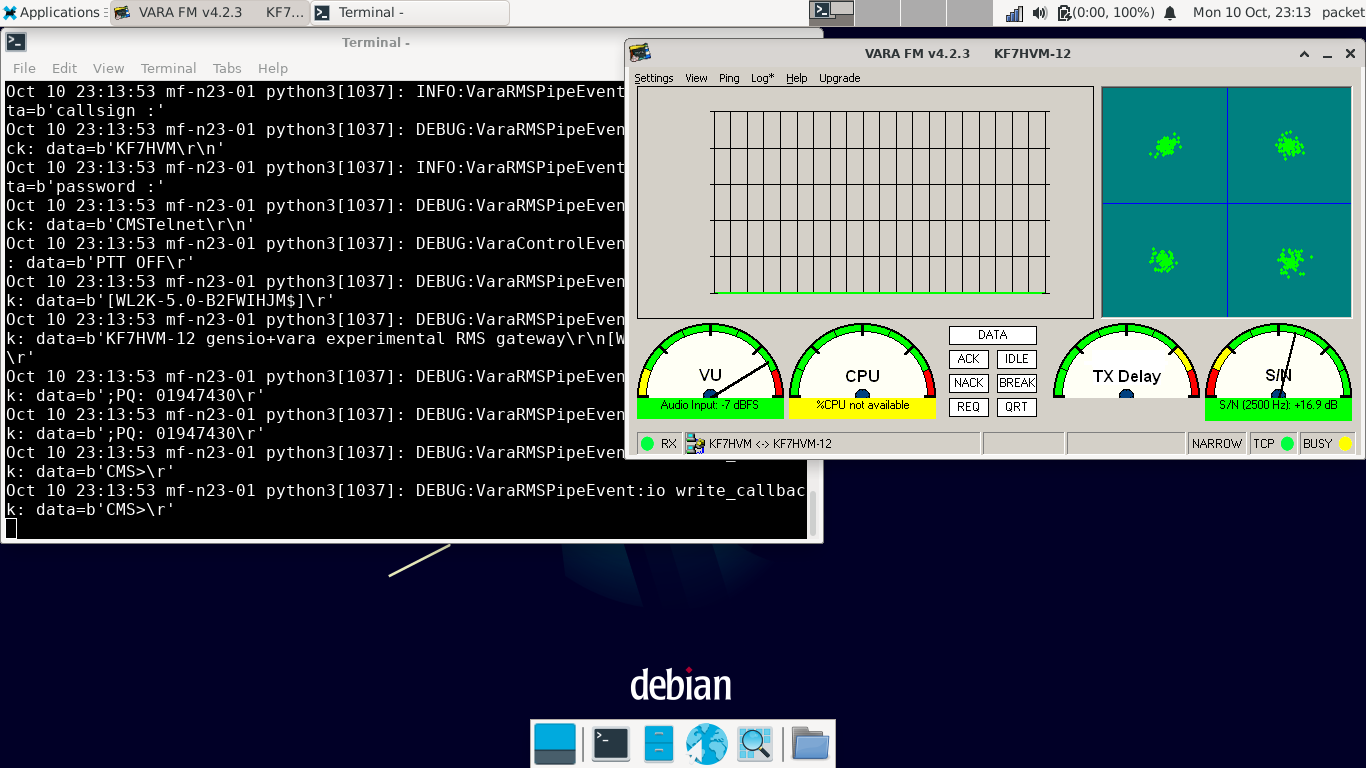 Applications
VARA FM v4.2.3 KF7...
Terminal -
(0:00, 100%)
Mon 10 Oct, 23:13
packet
Terminal -
File Edit View Terminal Tabs Help
Oct 10 23:13:53 mf-n23-01 python3[1037]: INFO:VaraRMSPipeEvent
ta=b'callsign :'
Oct 10 23:13:53 mf-n23-01 python3[1037]: DEBUG:VaraRMSPipeEven
ck: data=b'KF7HVM\r\n'
Oct 10 23:13:53 mf-n23-01 python3[1037]: INFO:VaraRMSPipeEvent
ta=b'password :'
Oct 10 23:13:53 mf-n23-01 python3[1037]: DEBUG:VaraRMSPipeEven
ck: data=b'CMSTelnet\r\n'
Oct 10 23:13:53 mf-n23-01 python3[1037]: DEBUG:VaraControlEven
: data=b'PTT OFF\r'
Oct 10 23:13:53 mf-n23-01 python3[1037]: DEBUG:VaraRMSPipeEven
k: data=b'[WL2K-5.0-B2FWIHJM$]\r'
Oct 10 23:13:53 mf-n23-01 python3[1037]: DEBUG:VaraRMSPipeEven
k: data=b'KF7HVM-12 gensio+vara experimental RMS gateway\r\n[W
\r'
Oct 10 23:13:53 mf-n23-01 python3[1037]: DEBUG:VaraRMSPipeEven
k: data=b';PQ: 01947430\r'
Oct 10 23:13:53 mf-n23-01 python3[1037]: DEBUG:VaraRMSPipeEven
k: data=b';PQ: 01947430\r'
Oct 10 23:13:53 mf-n23-01 python3[1037]: DEBUG:VaraRMSPipeEven
k: data=b'CMS>\r'
Oct 10 23:13:53 mf-n23-01 python3[1037]: DEBUG:VaraRMSPipeEvent:io write_callbac
k: data=b'CMS>\r'
VARA FM v4.2.3 KF7HVM-12
Settings View Ping Log* Help Upgrade
VU
Audio Input: -7 dBFS
CPU
%CPU not available
DATA
ACK IDLE
NACK BREAK
REQ QRT
TX Delay
S/N
S/N (2500 Hz): +16.9 dB
RX
KF7HVM <-> KF7HVM-12
NARROW
TCP
BUSY
debian